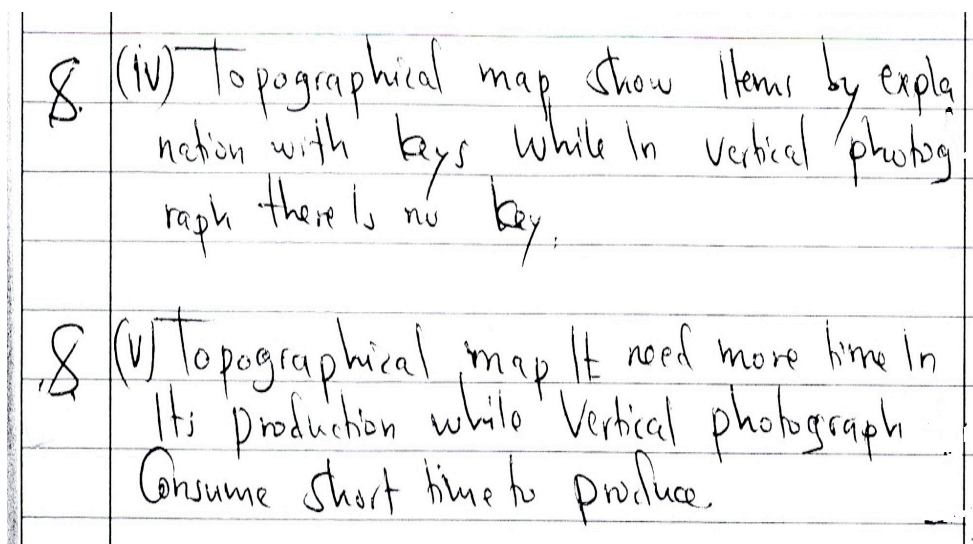 8. (iv) Topographical map, show Items by expla
nation with keys while In vertical photog
raph there Is no key.
8 (v) Topographical map It need more time In
Its production while Vertical photograph
Consume short time to produce.